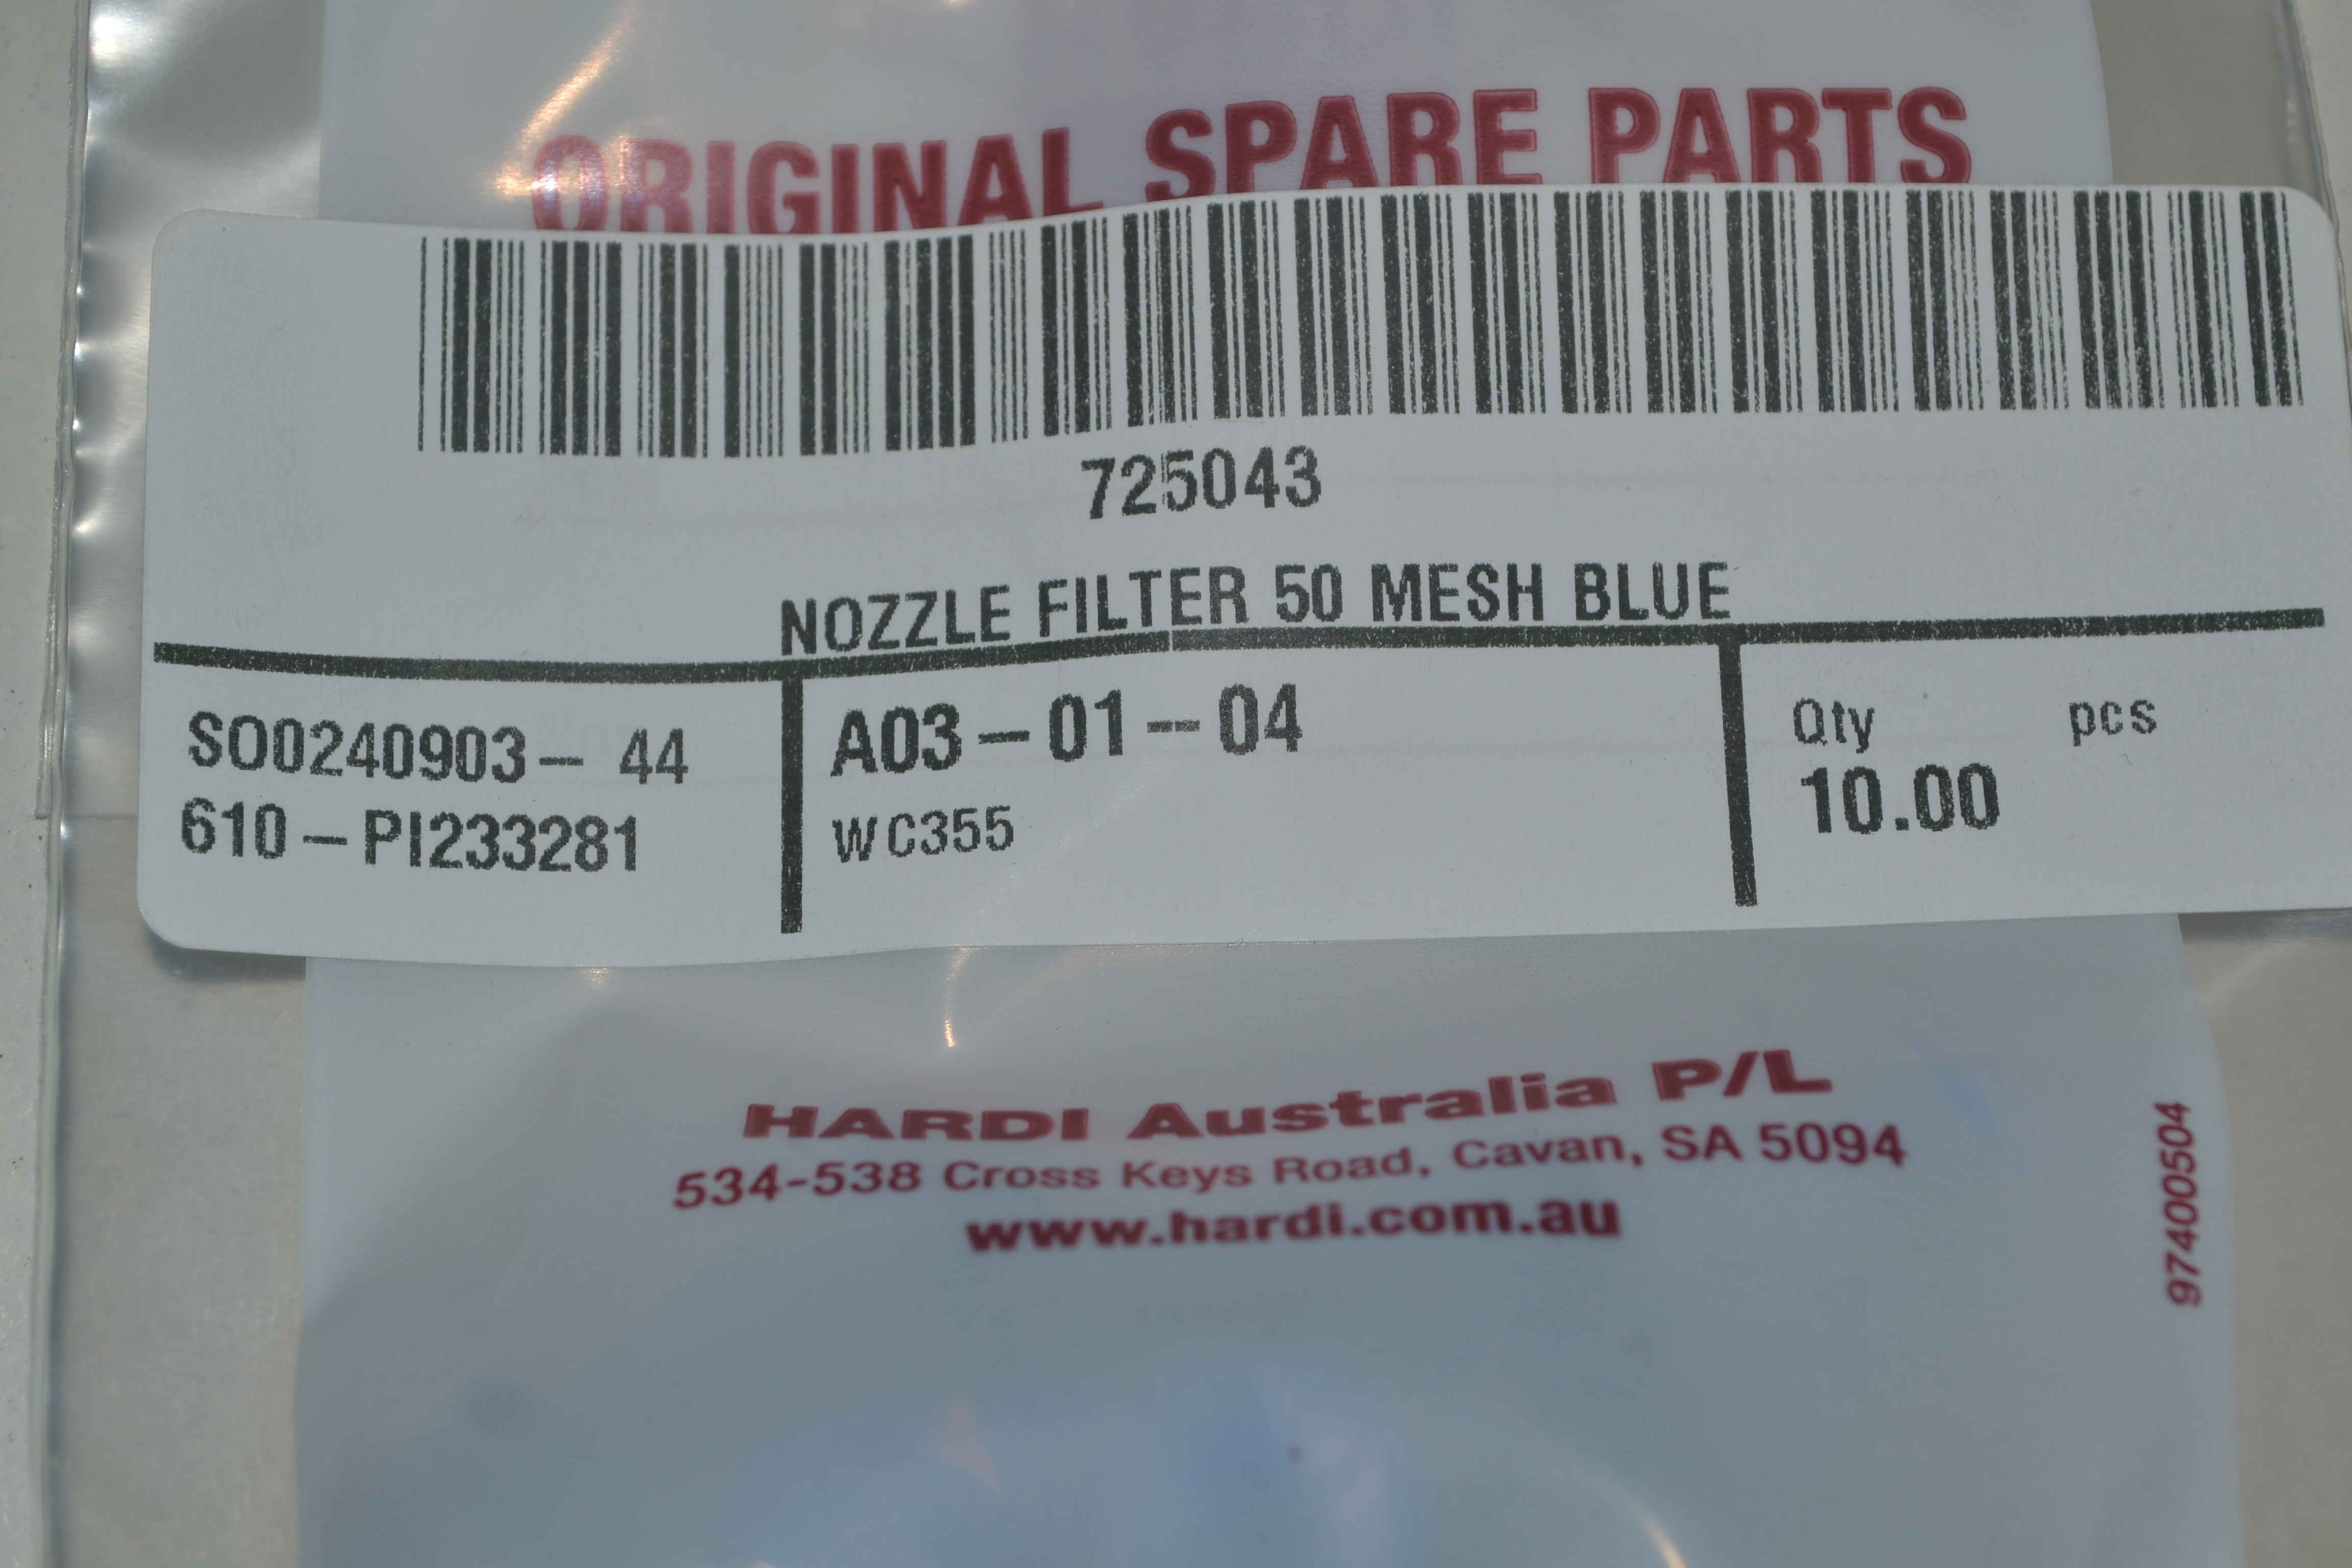 ORIGINAL SPARE PARTS
725043
NOZZLE FILTER 50 MESH BLUE
SO0240903- 44
610-PI233281
A03-01-04
WC355
Qty pcs
10.00
HARDI Australia P/L
534-538 Cross Keys Road, Cavan, SA 5094
www.hardi.com.au
97400504